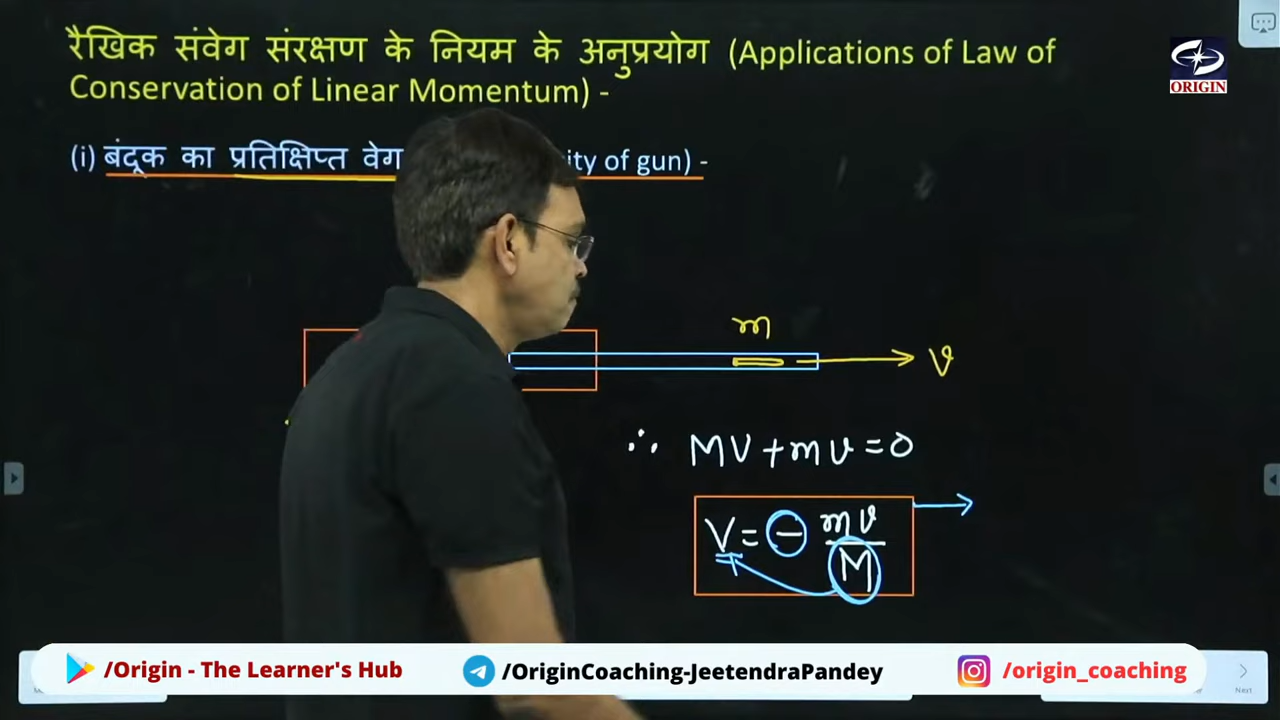 रैखिक संवेग संरक्षण के नियम के अनुप्रयोग (Applications of Law of
Conservation of Linear Momentum) -
ORIGIN
(i) बंदूक का प्रतिक्षिप्त वेग ity of gun) -
m
v
∴ MV + mv = 0
V = - mv/M
/Origin - The Learner's Hub /OriginCoaching-JeetendraPandey /origin_coaching
Next